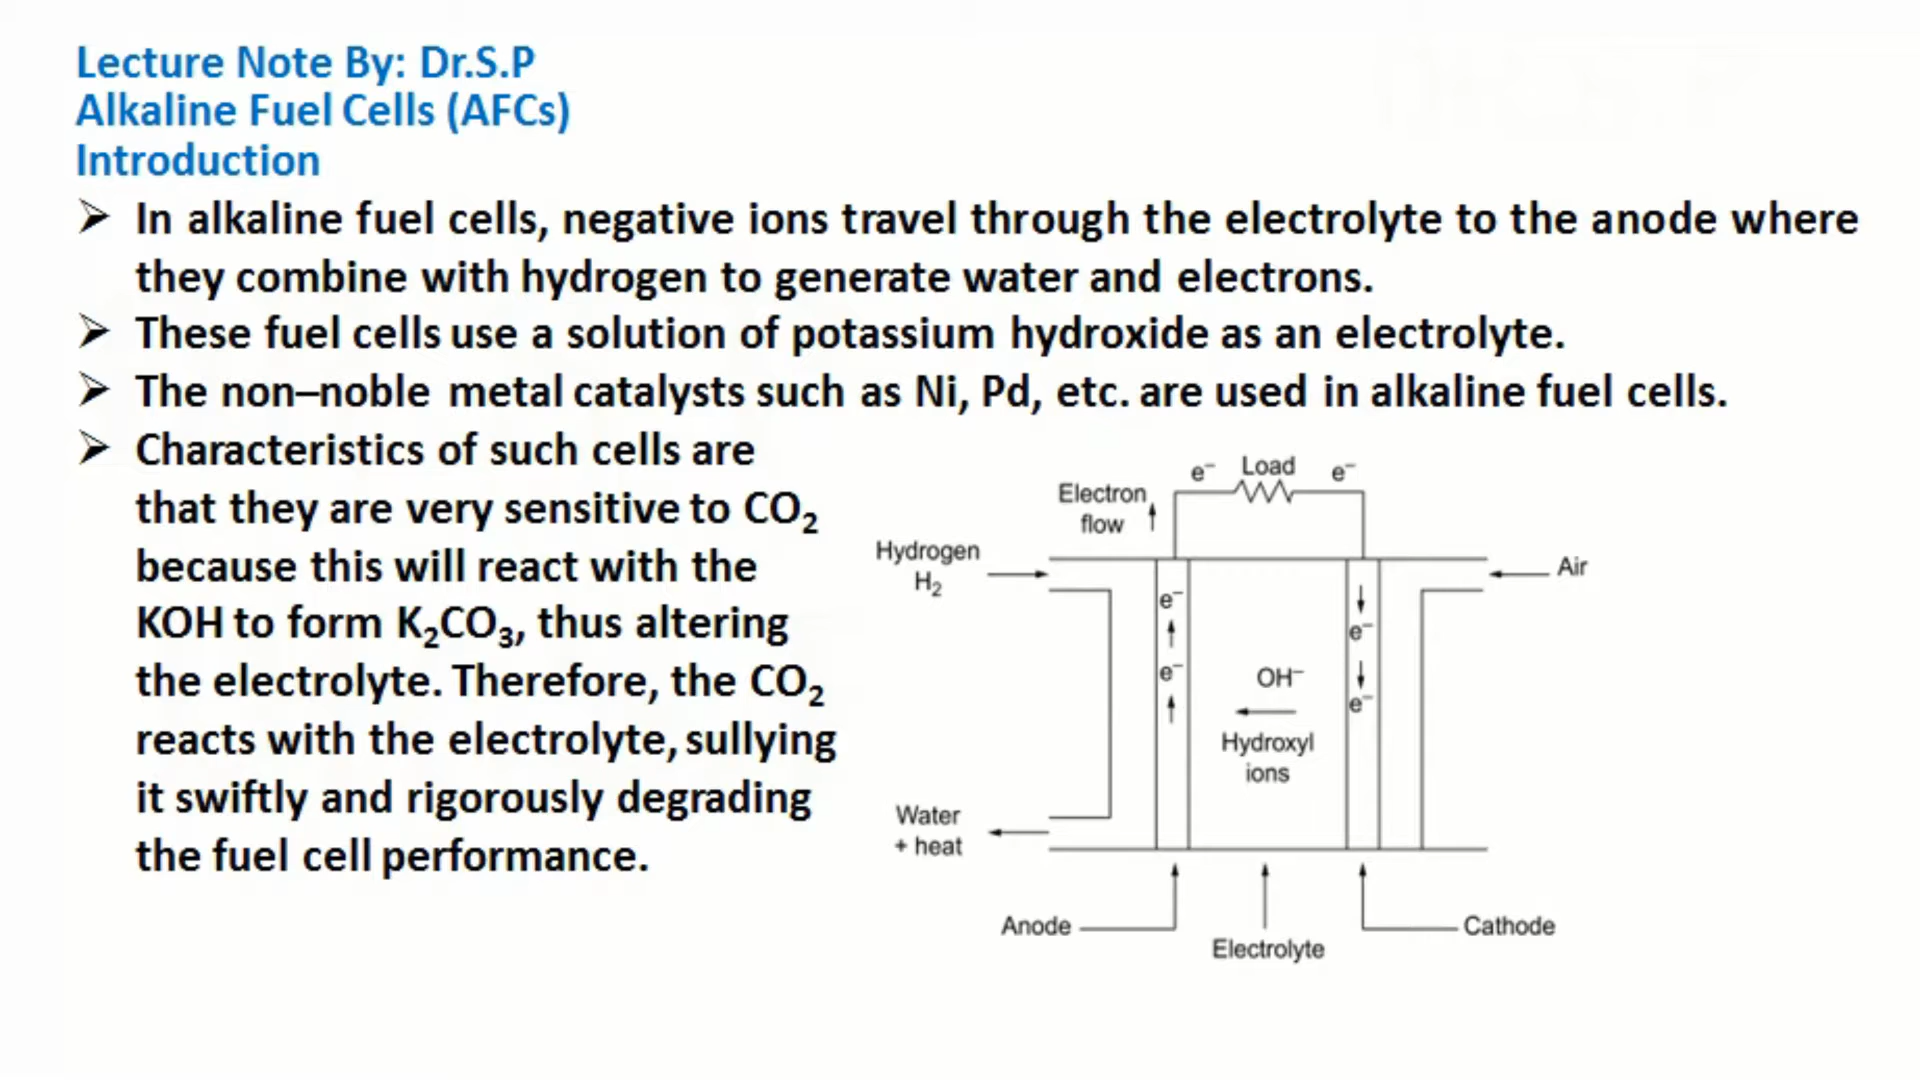 Lecture Note By: Dr.S.P
Alkaline Fuel Cells (AFCs)
Introduction
➢ In alkaline fuel cells, negative ions travel through the electrolyte to the anode where
they combine with hydrogen to generate water and electrons.
➢ These fuel cells use a solution of potassium hydroxide as an electrolyte.
➢ The non–noble metal catalysts such as Ni, Pd, etc. are used in alkaline fuel cells.
➢ Characteristics of such cells are
that they are very sensitive to CO₂
because this will react with the
KOH to form K₂CO₃, thus altering
the electrolyte. Therefore, the CO₂
reacts with the electrolyte, sullying
it swiftly and rigorously degrading
the fuel cell performance.
e⁻ Load e⁻
Electron
flow
Hydrogen
H₂
Air
e⁻
e⁻
e⁻
e⁻
OH⁻
Hydroxyl
ions
Water
+ heat
Anode
Electrolyte
Cathode